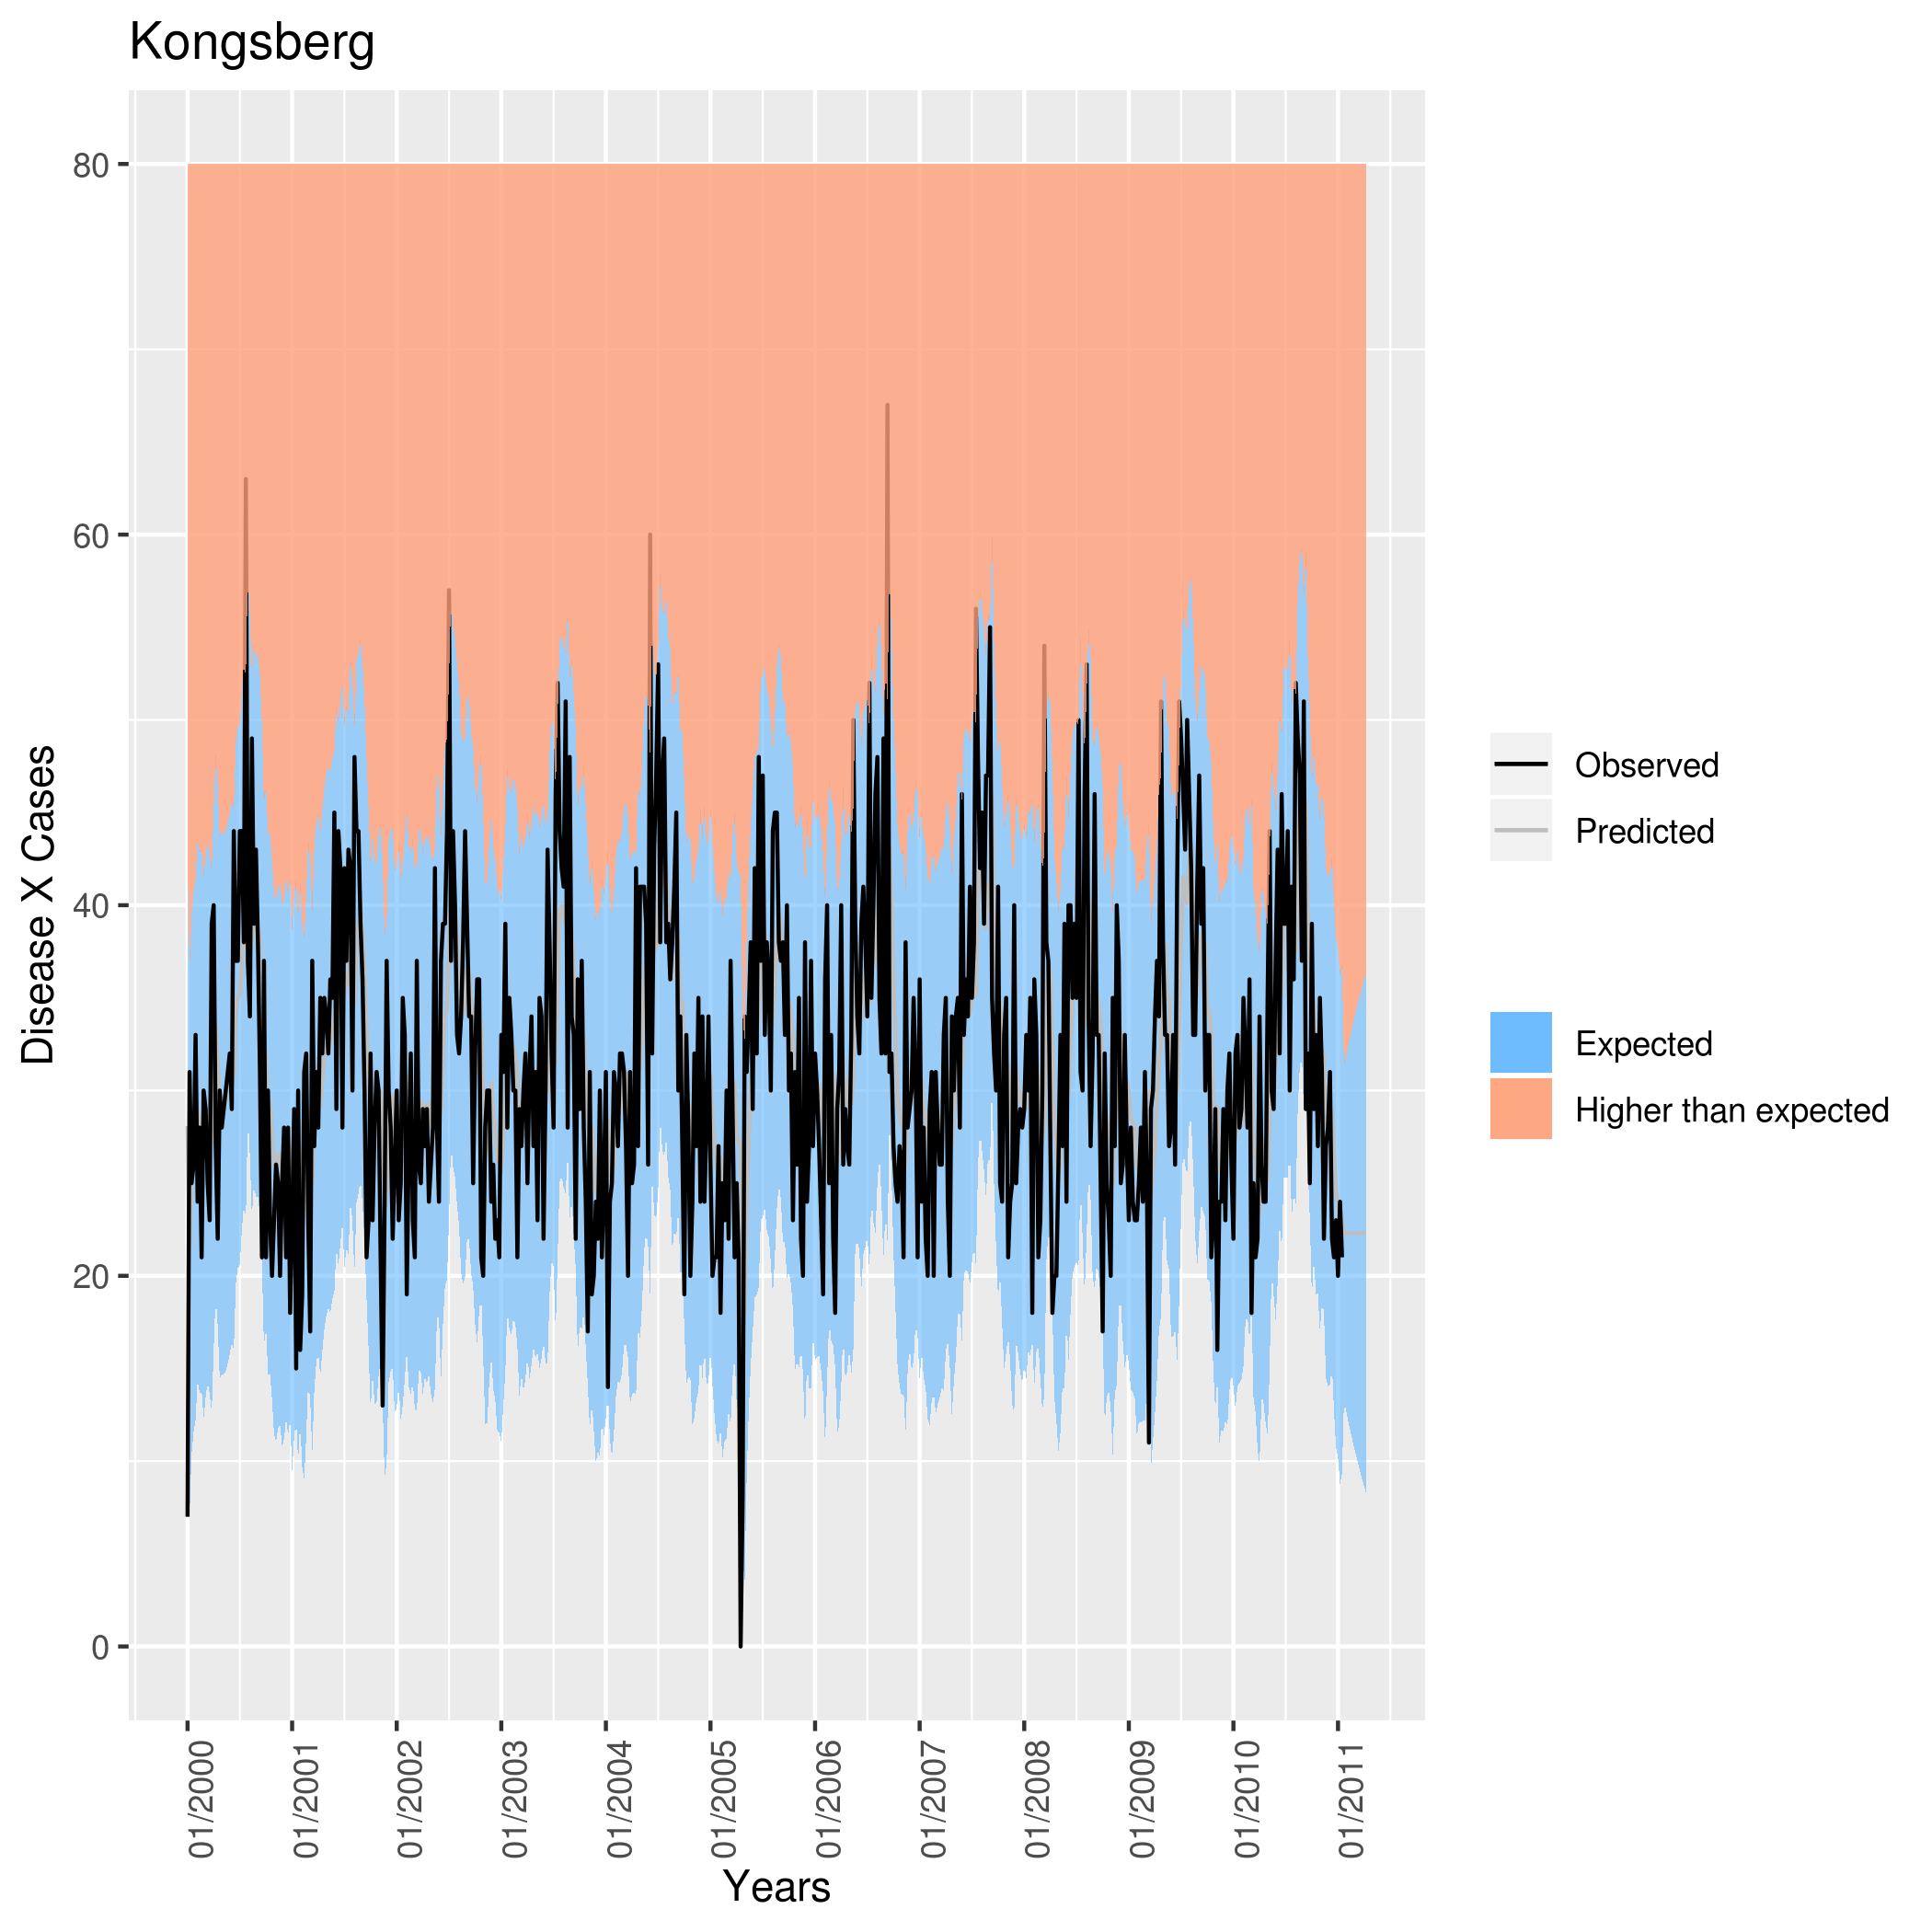 Kongsberg
Disease X Cases
80
60
40
20
0
01/2000
01/2001
01/2002
01/2003
01/2004
01/2005
01/2006
01/2007
01/2008
01/2009
01/2010
01/2011
Years
Observed
Predicted
Expected
Higher than expected